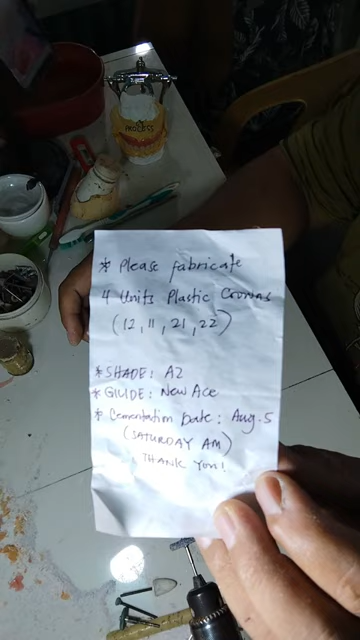 PROCESS
* Please fabricate
4 Units Plastic Crowns
(12, 11, 21, 22)
* SHADE: A2
* GUIDE: New Ace
* Cementation Date: Aug. 5
(SATURDAY AM)
THANK YOU!